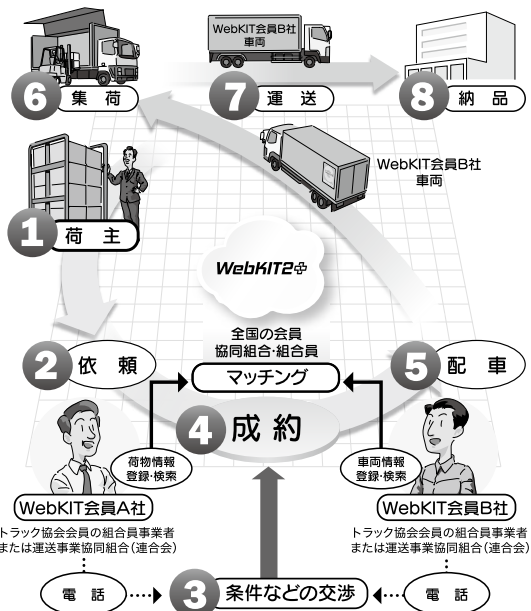 WebKIT会員B社
車両
6 集荷
7 運送
8 納品
WebKIT会員B社
車両
1 荷主
WebKIT2+
全国の会員
協同組合・組合員
マッチング
2 依頼
5 配車
4 成約
荷物情報
登録・検索
車両情報
登録・検索
WebKIT会員A社
トラック協会会員の組合員事業者
または運送事業協同組合(連合会)
WebKIT会員B社
トラック協会会員の組合員事業者
または運送事業協同組合(連合会)
電話
3 条件などの交渉
電話